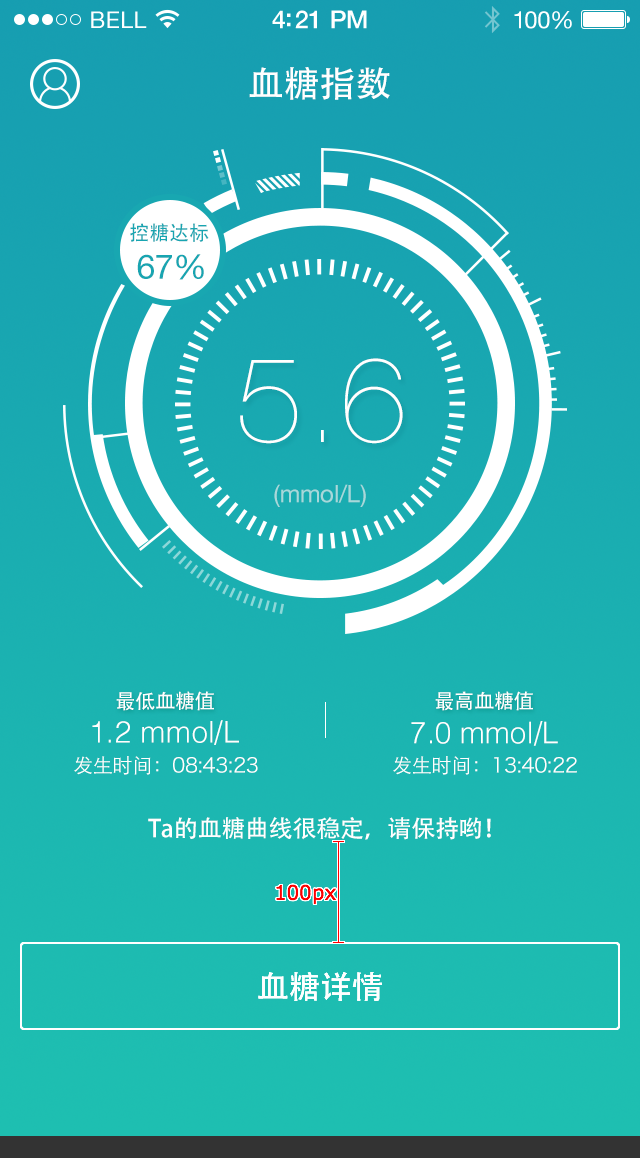 BELL 4:21 PM 100%
血糖指数
控糖达标
67%
5.6
(mmol/L)
最低血糖值
1.2 mmol/L
发生时间：08:43:23
最高血糖值
7.0 mmol/L
发生时间：13:40:22
Ta的血糖曲线很稳定，请保持哟！
100px
血糖详情